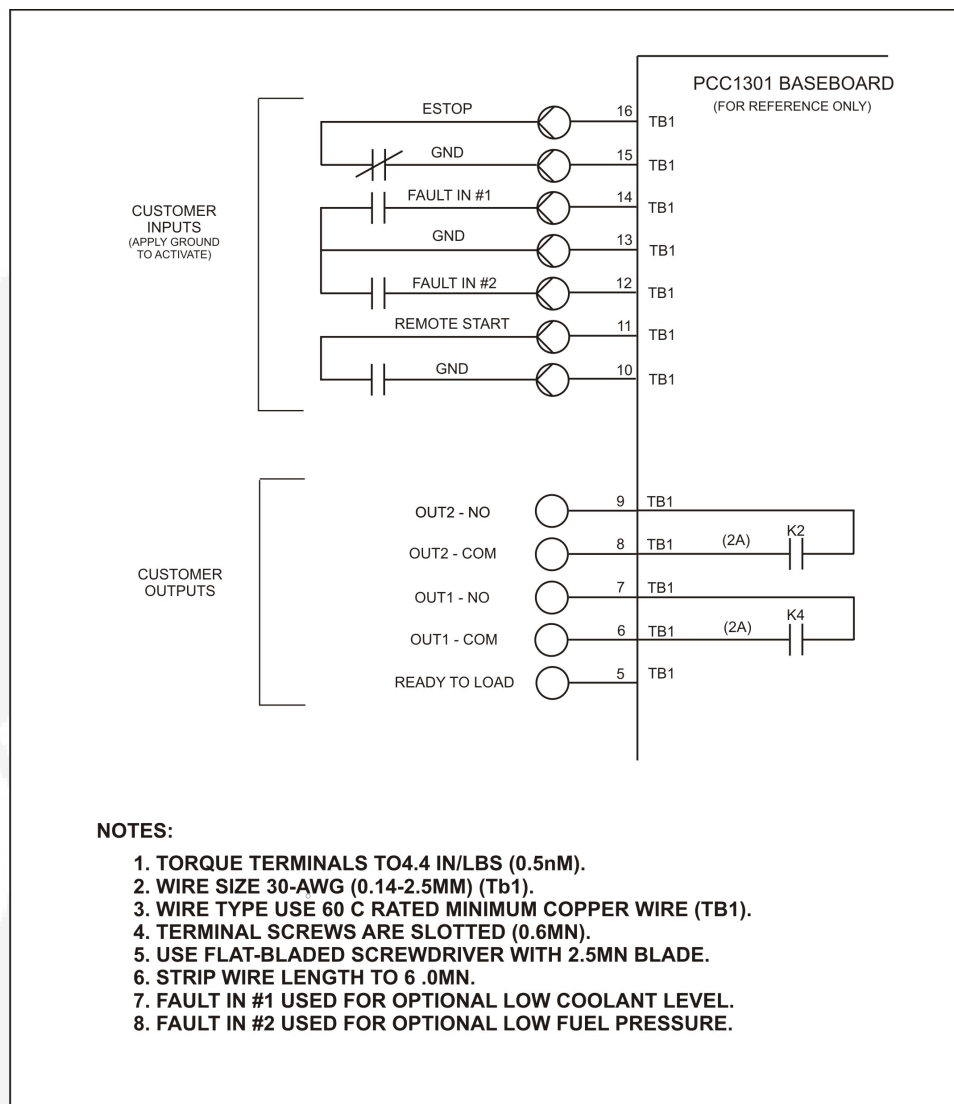 PCC1301 BASEBOARD
(FOR REFERENCE ONLY)
CUSTOMER
INPUTS
(APPLY GROUND
TO ACTIVATE)
ESTOP 16 TB1
GND 15 TB1
FAULT IN #1 14 TB1
GND 13 TB1
FAULT IN #2 12 TB1
REMOTE START 11 TB1
GND 10 TB1
CUSTOMER
OUTPUTS
OUT2 - NO 9 TB1
K2
OUT2 - COM 8 TB1 (2A)
OUT1 - NO 7 TB1
K4
OUT1 - COM 6 TB1 (2A)
READY TO LOAD 5 TB1
NOTES:
1. TORQUE TERMINALS TO4.4 IN/LBS (0.5nM).
2. WIRE SIZE 30-AWG (0.14-2.5MM) (Tb1).
3. WIRE TYPE USE 60 C RATED MINIMUM COPPER WIRE (TB1).
4. TERMINAL SCREWS ARE SLOTTED (0.6MN).
5. USE FLAT-BLADED SCREWDRIVER WITH 2.5MN BLADE.
6. STRIP WIRE LENGTH TO 6 .0MN.
7. FAULT IN #1 USED FOR OPTIONAL LOW COOLANT LEVEL.
8. FAULT IN #2 USED FOR OPTIONAL LOW FUEL PRESSURE.